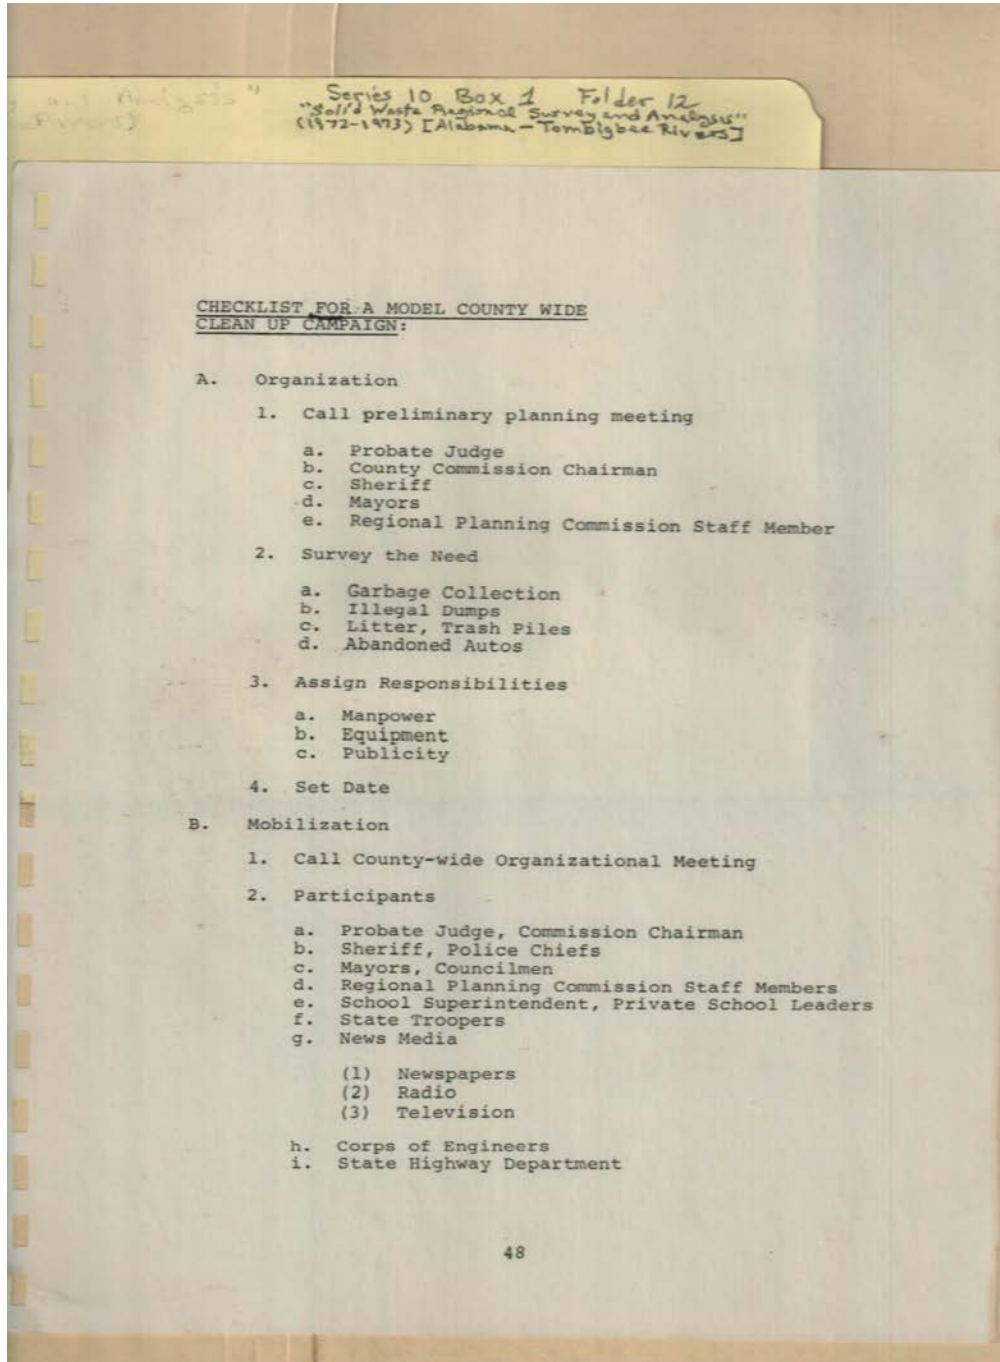 and Analysis"
Rivers]
Series 10 Box 1 Folder 12
"Solid Waste Regional Survey and Analysis"
(1972-1973) [Alabama - Tombigbee Rivers]
CHECKLIST FOR A MODEL COUNTY WIDE
CLEAN UP CAMPAIGN:
A. Organization
1. Call preliminary planning meeting
a. Probate Judge
b. County Commission Chairman
c. Sheriff
d. Mayors
e. Regional Planning Commission Staff Member
2. Survey the Need
a. Garbage Collection
b. Illegal Dumps
c. Litter, Trash Piles
d. Abandoned Autos
3. Assign Responsibilities
a. Manpower
b. Equipment
c. Publicity
4. Set Date
B. Mobilization
1. Call County-wide Organizational Meeting
2. Participants
a. Probate Judge, Commission Chairman
b. Sheriff, Police Chiefs
c. Mayors, Councilmen
d. Regional Planning Commission Staff Members
e. School Superintendent, Private School Leaders
f. State Troopers
g. News Media
(1) Newspapers
(2) Radio
(3) Television
h. Corps of Engineers
i. State Highway Department
48